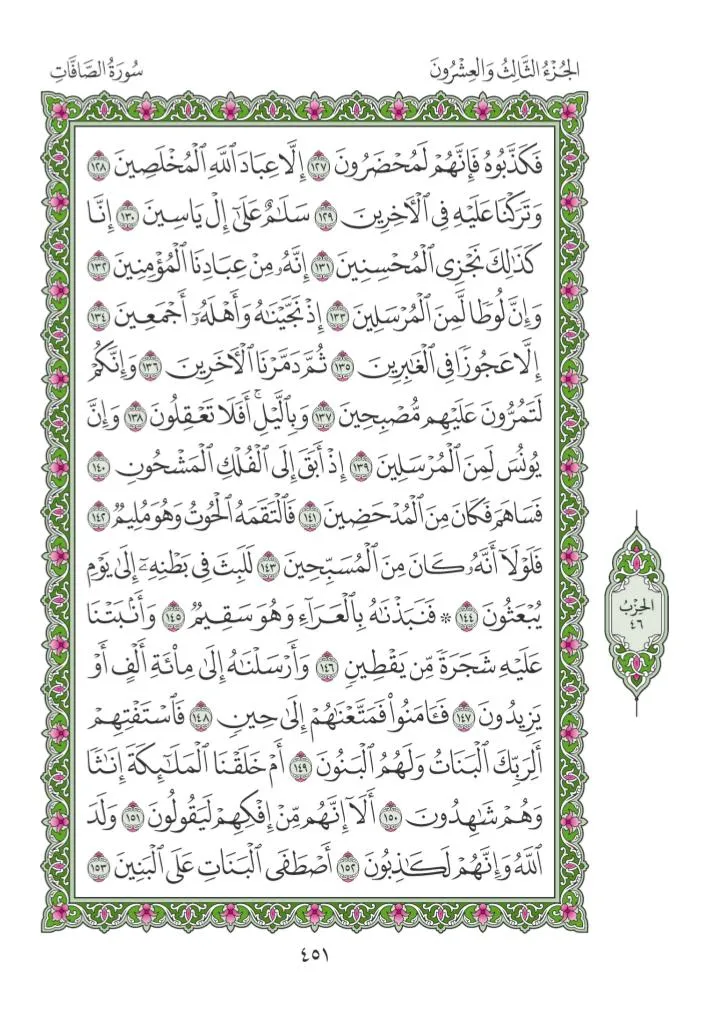 الجُزْءُ الثَّالِثُ وَالعِشْرُونَ
سُورَةُ الصَّافَّاتِ
فَكَذَّبُوهُ فَإِنَّهُمۡ لَمُحۡضَرُونَ ١٢٧ إِلَّا عِبَادَ ٱللَّهِ ٱلۡمُخۡلَصِينَ ١٢٨
وَتَرَكۡنَا عَلَيۡهِ فِي ٱلۡأٓخِرِينَ ١٢٩ سَلَٰمٌ عَلَىٰٓ إِلۡ يَاسِينَ ١٣٠ إِنَّا
كَذَٰلِكَ نَجۡزِي ٱلۡمُحۡسِنِينَ ١٣١ إِنَّهُۥ مِنۡ عِبَادِنَا ٱلۡمُؤۡمِنِينَ ١٣٢
وَإِنَّ لُوطٗا لَّمِنَ ٱلۡمُرۡسَلِينَ ١٣٣ إِذۡ نَجَّيۡنَٰهُ وَأَهۡلَهُۥٓ أَجۡمَعِينَ ١٣٤
إِلَّا عَجُوزٗا فِي ٱلۡغَٰبِرِينَ ١٣٥ ثُمَّ دَمَّرۡنَا ٱلۡأٓخَرِينَ ١٣٦ وَإِنَّكُمۡ
لَتَمُرُّونَ عَلَيۡهِم مُّصۡبِحِينَ ١٣٧ وَبِٱلَّيۡلِۚ أَفَلَا تَعۡقِلُونَ ١٣٨ وَإِنَّ
يُونُسَ لَمِنَ ٱلۡمُرۡسَلِينَ ١٣٩ إِذۡ أَبَقَ إِلَى ٱلۡفُلۡكِ ٱلۡمَشۡحُونِ ١٤٠
فَسَاهَمَ فَكَانَ مِنَ ٱلۡمُدۡحَضِينَ ١٤١ فَٱلۡتَقَمَهُ ٱلۡحُوتُ وَهُوَ مُلِيمٞ ١٤٢
فَلَوۡلَآ أَنَّهُۥ كَانَ مِنَ ٱلۡمُسَبِّحِينَ ١٤٣ لَلَبِثَ فِي بَطۡنِهِۦٓ إِلَىٰ يَوۡمِ
يُبۡعَثُونَ ١٤٤ ۞ فَنَبَذۡنَٰهُ بِٱلۡعَرَآءِ وَهُوَ سَقِيمٞ ١٤٥ وَأَنۢبَتۡنَا
عَلَيۡهِ شَجَرَةٗ مِّن يَقۡطِينٖ ١٤٦ وَأَرۡسَلۡنَٰهُ إِلَىٰ مِاْئَةِ أَلۡفٍ أَوۡ
يَزِيدُونَ ١٤٧ فَـَٔامَنُواْ فَمَتَّعۡنَٰهُمۡ إِلَىٰ حِينٖ ١٤٨ فَٱسۡتَفۡتِهِمۡ
أَلِرَبِّكَ ٱلۡبَنَاتُ وَلَهُمُ ٱلۡبَنُونَ ١٤٩ أَمۡ خَلَقۡنَا ٱلۡمَلَٰٓئِكَةَ إِنَٰثٗا
وَهُمۡ شَٰهِدُونَ ١٥٠ أَلَآ إِنَّهُم مِّنۡ إِفۡكِهِمۡ لَيَقُولُونَ ١٥١ وَلَدَ
ٱللَّهُ وَإِنَّهُمۡ لَكَٰذِبُونَ ١٥٢ أَصۡطَفَى ٱلۡبَنَاتِ عَلَى ٱلۡبَنِينَ ١٥٣
الحِزْبُ
٤٦
٤٥١